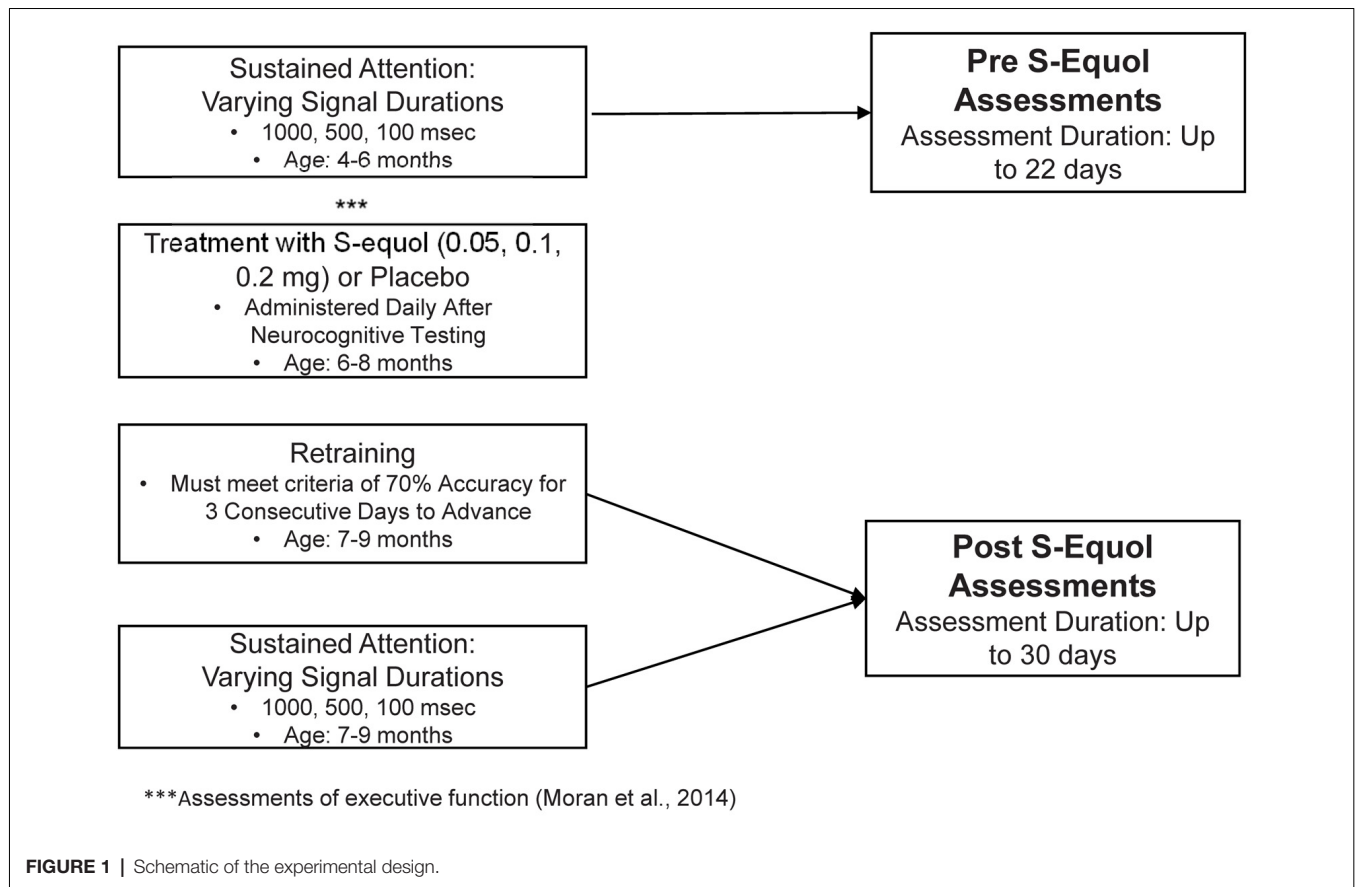 Sustained Attention:
Varying Signal Durations
• 1000, 500, 100 msec
• Age: 4-6 months
Pre S-Equol
Assessments
Assessment Duration: Up
to 22 days
***
Treatment with S-equol (0.05, 0.1,
0.2 mg) or Placebo
• Administered Daily After
Neurocognitive Testing
• Age: 6-8 months
Retraining
• Must meet criteria of 70% Accuracy for
3 Consecutive Days to Advance
• Age: 7-9 months
Post S-Equol
Assessments
Assessment Duration: Up
to 30 days
Sustained Attention:
Varying Signal Durations
• 1000, 500, 100 msec
• Age: 7-9 months
***Assessments of executive function (Moran et al., 2014)
FIGURE 1 | Schematic of the experimental design.